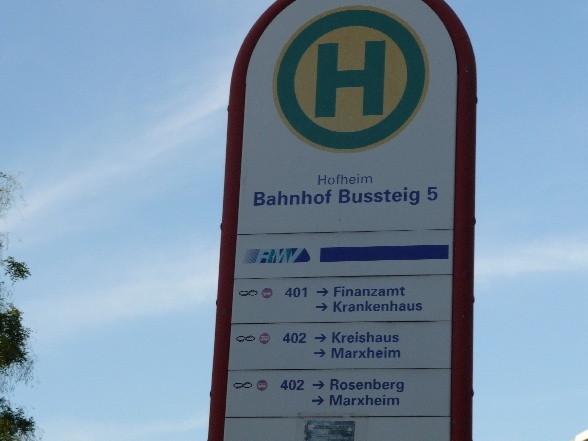 H
Hofheim
Bahnhof Bussteig 5
RMV
401 → Finanzamt
→ Krankenhaus
402 → Kreishaus
→ Marxheim
402 → Rosenberg
→ Marxheim